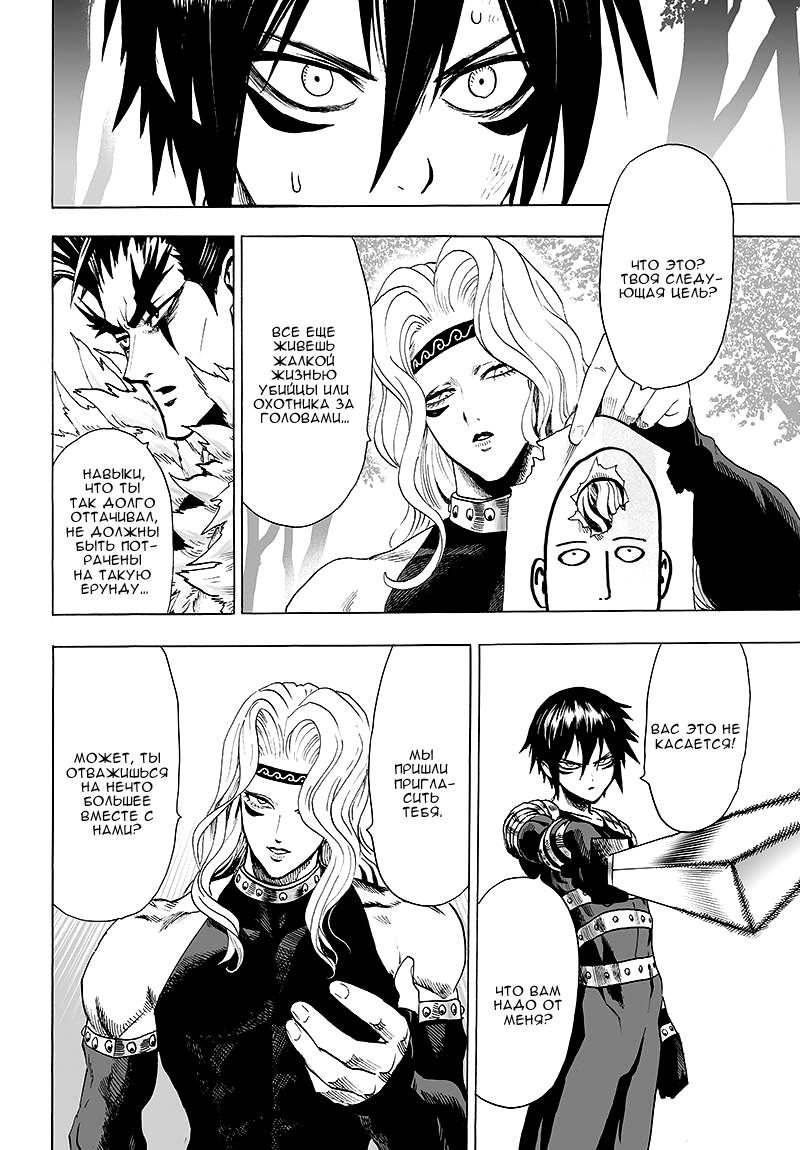 ЧТО ЭТО?
ТВОЯ СЛЕДУ-
ЮЩАЯ ЦЕЛЬ?
ВСЕ ЕЩЕ
ЖИВЕШЬ
ЖАЛКОЙ
ЖИЗНЬЮ
УБИЙЦЫ ИЛИ
ОХОТНИКА ЗА
ГОЛОВАМИ...
НАВЫКИ,
ЧТО ТЫ
ТАК ДОЛГО
ОТТАЧИВАЛ,
НЕ ДОЛЖНЫ
БЫТЬ ПОТ-
РАЧЕНЫ
НА ТАКУЮ
ЕРУНДУ...
ВАС ЭТО НЕ
КАСАЕТСЯ!
ЧТО ВАМ
НАДО ОТ
МЕНЯ?
МЫ
ПРИШЛИ
ПРИГЛА-
СИТЬ
ТЕБЯ.
МОЖЕТ, ТЫ
ОТВАЖИШЬСЯ
НА НЕЧТО
БОЛЬШЕЕ
ВМЕСТЕ С
НАМИ?